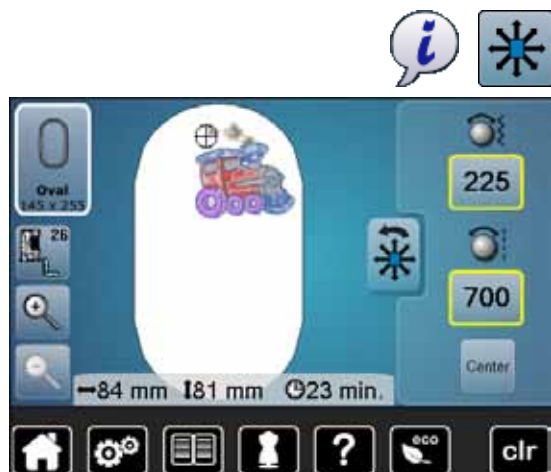 i
Oval
145 x 255
26
225
700
Center
84 mm 81 mm 23 min.
?
eco
clr